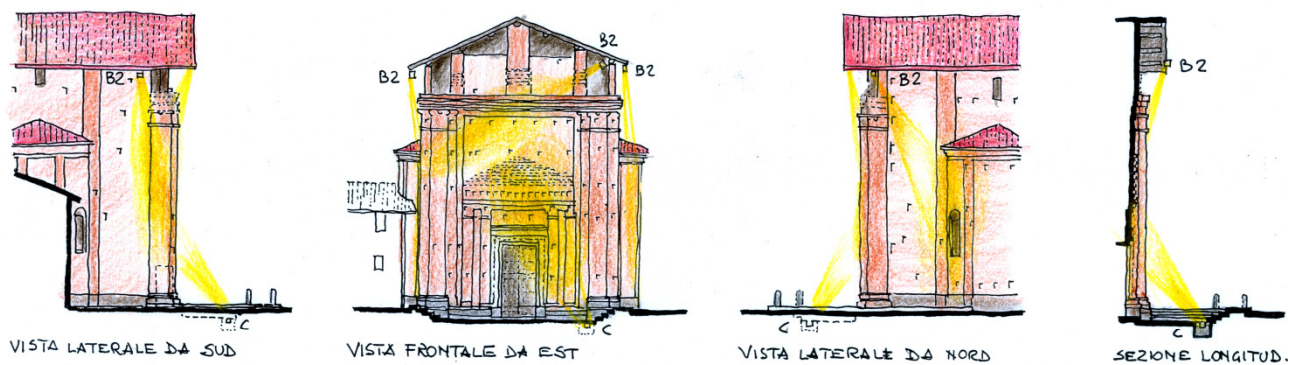 B2
C
VISTA LATERALE DA SUD
B2
B2
B2
C
VISTA FRONTALE DA EST
B2
C
VISTA LATERALE DA NORD
B2
C
SEZIONE LONGITUD.